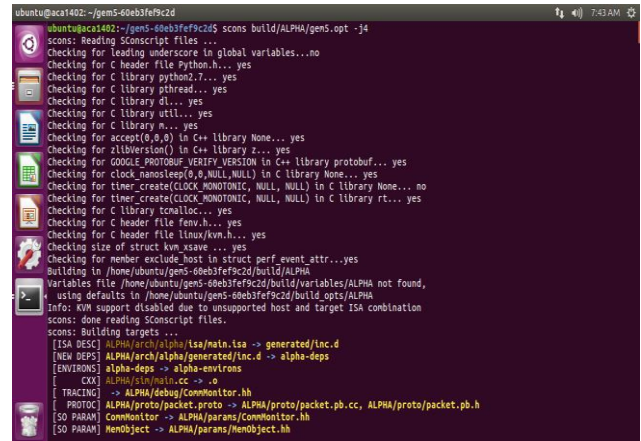 ubuntu@aca1402: ~/gem5-60eb3fef9c2d 7:43 AM
ubuntu@aca1402:~/gem5-60eb3fef9c2d$ scons build/ALPHA/gem5.opt -j4
scons: Reading SConscript files ...
Checking for leading underscore in global variables...no
Checking for C header file Python.h... yes
Checking for C library python2.7... yes
Checking for C library pthread... yes
Checking for C library dl... yes
Checking for C library util... yes
Checking for C library m... yes
Checking for accept(0,0,0) in C++ library None... yes
Checking for zlibVersion() in C++ library z... yes
Checking for GOOGLE_PROTOBUF_VERIFY_VERSION in C++ library protobuf... yes
Checking for clock_nanosleep(0,0,NULL,NULL) in C library None... yes
Checking for timer_create(CLOCK_MONOTONIC, NULL, NULL) in C library None... no
Checking for timer_create(CLOCK_MONOTONIC, NULL, NULL) in C library rt... yes
Checking for C library tcmalloc... yes
Checking for C header file fenv.h... yes
Checking for C header file linux/kvm.h... yes
Checking size of struct kvm_xsave ... yes
Checking for member exclude_host in struct perf_event_attr...yes
Building in /home/ubuntu/gem5-60eb3fef9c2d/build/ALPHA
Variables file /home/ubuntu/gem5-60eb3fef9c2d/build/variables/ALPHA not found,
using defaults in /home/ubuntu/gem5-60eb3fef9c2d/build_opts/ALPHA
Info: KVM support disabled due to unsupported host and target ISA combination
scons: done reading SConscript files.
scons: Building targets ...
[ISA DESC] ALPHA/arch/alpha/isa/main.isa -> generated/inc.d
[NEW DEPS] ALPHA/arch/alpha/generated/inc.d -> alpha-deps
[ENVIRONS] alpha-deps -> alpha-environs
[ CXX] ALPHA/sim/main.cc -> .o
[ TRACING] -> ALPHA/debug/CommMonitor.hh
[ PROTOC] ALPHA/proto/packet.proto -> ALPHA/proto/packet.pb.cc, ALPHA/proto/packet.pb.h
[SO PARAM] CommMonitor -> ALPHA/params/CommMonitor.hh
[SO PARAM] MemObject -> ALPHA/params/MemObject.hh